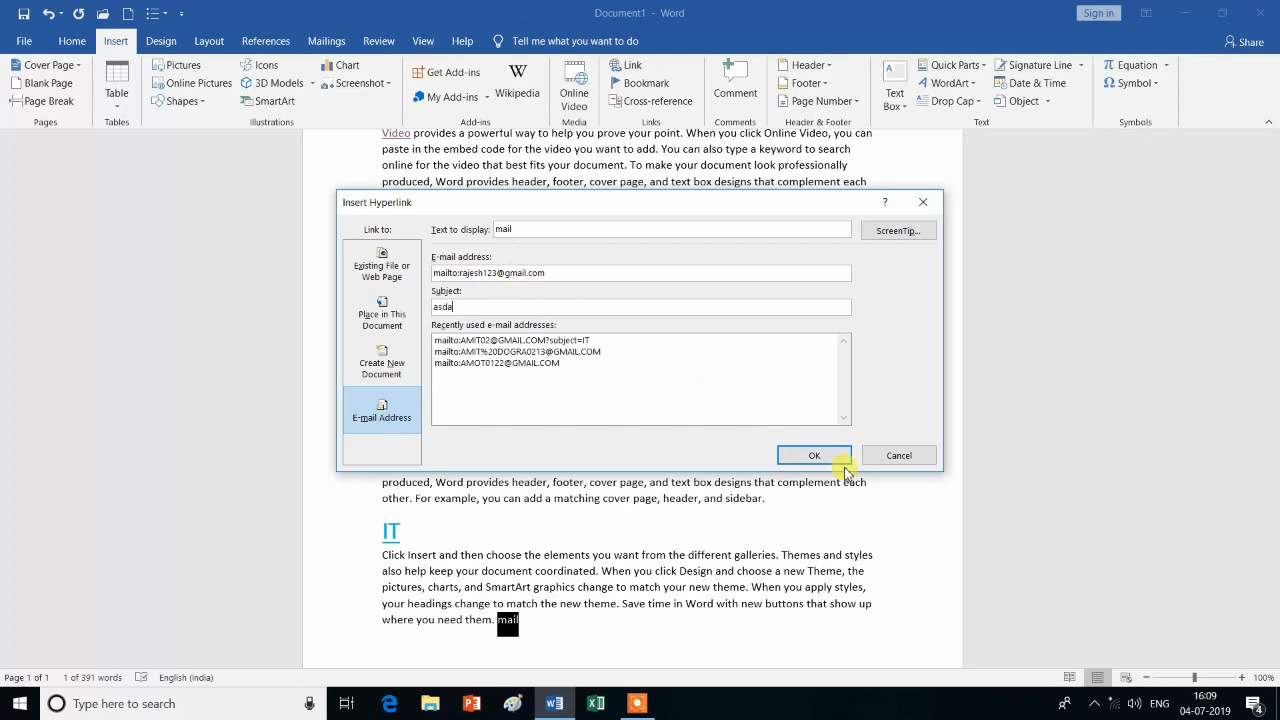 Document1 - Word
Sign in
File Home Insert Design Layout References Mailings Review View Help Tell me what you want to do Share
Cover Page
Blank Page
Page Break
Pages
Table
Tables
Pictures
Online Pictures
Shapes
Icons
3D Models
SmartArt
Chart
Screenshot
Illustrations
Get Add-ins
My Add-ins
Wikipedia
Add-ins
Online
Video
Media
Link
Bookmark
Cross-reference
Links
Comment
Comments
Header
Footer
Page Number
Header & Footer
Text
Box
Quick Parts
WordArt
Drop Cap
Signature Line
Date & Time
Object
Text
Equation
Symbol
Symbols
Video provides a powerful way to help you prove your point. When you click Online Video, you can
paste in the embed code for the video you want to add. You can also type a keyword to search
online for the video that best fits your document. To make your document look professionally
produced, Word provides header, footer, cover page, and text box designs that complement each
Insert Hyperlink
?
Link to:
Existing File or
Web Page
Place in This
Document
Create New
Document
E-mail Address
Text to display: mail
ScreenTip...
E-mail address:
mailto:rajesh123@gmail.com
Subject:
asda
Recently used e-mail addresses:
mailto:AMIT02@GMAIL.COM?subject=IT
mailto:AMIT%20DOGRA0213@GMAIL.COM
mailto:AMOT0122@GMAIL.COM
OK
Cancel
produced, Word provides header, footer, cover page, and text box designs that complement each
other. For example, you can add a matching cover page, header, and sidebar.
IT
Click Insert and then choose the elements you want from the different galleries. Themes and styles
also help keep your document coordinated. When you click Design and choose a new Theme, the
pictures, charts, and SmartArt graphics change to match your new theme. When you apply styles,
your headings change to match the new theme. Save time in Word with new buttons that show up
where you need them. mail
Page 1 of 1 1 of 391 words English (India) 100%
Type here to search
ENG
16:09
04-07-2019
4